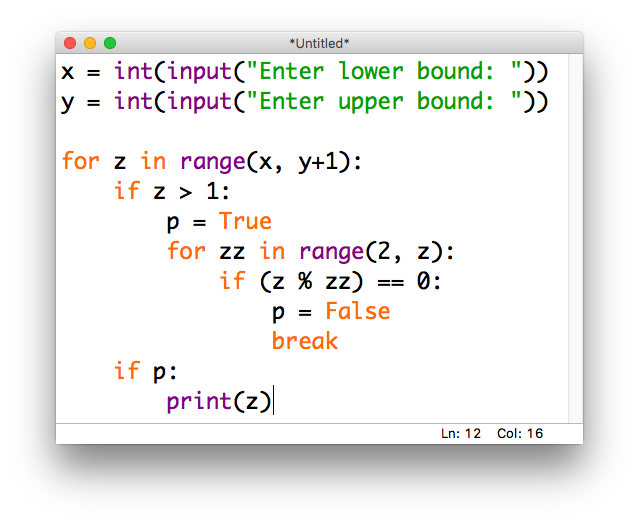 *Untitled*
x = int(input("Enter lower bound: "))
y = int(input("Enter upper bound: "))

for z in range(x, y+1):
    if z > 1:
        p = True
        for zz in range(2, z):
            if (z % zz) == 0:
                p = False
                break
    if p:
        print(z)
Ln: 12 Col: 16